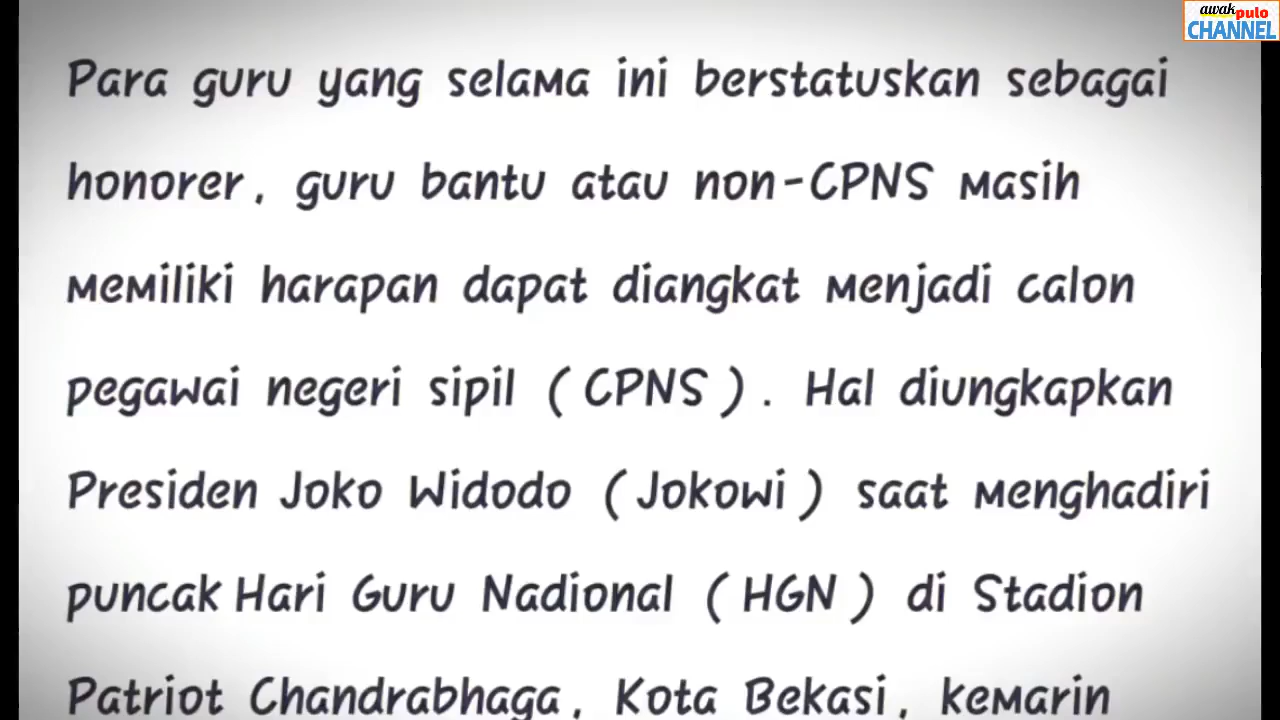 awak pulo
CHANNEL
Para guru yang selama ini berstatuskan sebagai
honorer, guru bantu atau non-CPNS masih
memiliki harapan dapat diangkat menjadi calon
pegawai negeri sipil (CPNS). Hal diungkapkan
Presiden Joko Widodo (Jokowi) saat menghadiri
puncak Hari Guru Nadional (HGN) di Stadion
Patriot Chandrabhaga, Kota Bekasi, kemarin